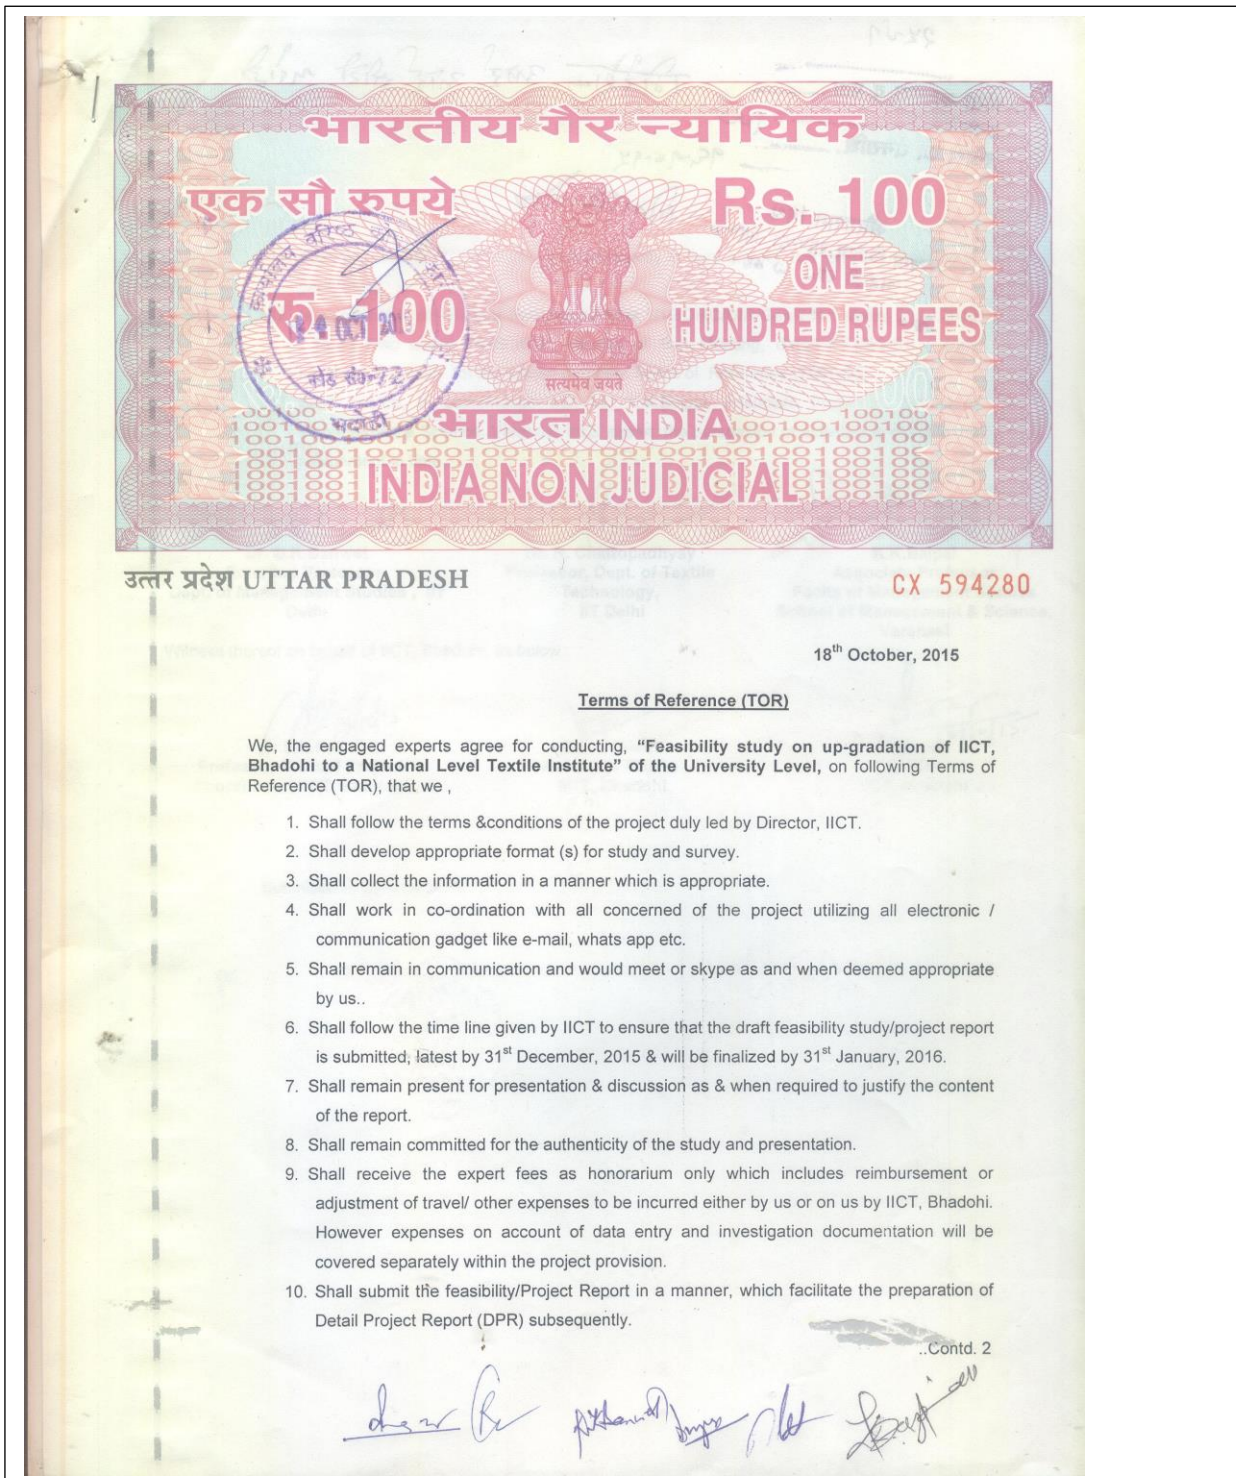 भारतीय गैर न्यायिक
एक सौ रुपये
Rs. 100
रु. 100
ONE
HUNDRED RUPEES
सत्यमेव जयते
भारत INDIA
INDIA NON JUDICIAL
उत्तर प्रदेश UTTAR PRADESH
CX 594280
18th October, 2015
Terms of Reference (TOR)
We, the engaged experts agree for conducting, “Feasibility study on up-gradation of IICT,
Bhadohi to a National Level Textile Institute” of the University Level, on following Terms of
Reference (TOR), that we ,
1. Shall follow the terms &conditions of the project duly led by Director, IICT.
2. Shall develop appropriate format (s) for study and survey.
3. Shall collect the information in a manner which is appropriate.
4. Shall work in co-ordination with all concerned of the project utilizing all electronic /
communication gadget like e-mail, whats app etc.
5. Shall remain in communication and would meet or skype as and when deemed appropriate
by us..
6. Shall follow the time line given by IICT to ensure that the draft feasibility study/project report
is submitted, latest by 31st December, 2015 & will be finalized by 31st January, 2016.
7. Shall remain present for presentation & discussion as & when required to justify the content
of the report.
8. Shall remain committed for the authenticity of the study and presentation.
9. Shall receive the expert fees as honorarium only which includes reimbursement or
adjustment of travel/ other expenses to be incurred either by us or on us by IICT, Bhadohi.
However expenses on account of data entry and investigation documentation will be
covered separately within the project provision.
10. Shall submit the feasibility/Project Report in a manner, which facilitate the preparation of
Detail Project Report (DPR) subsequently.
..Contd. 2